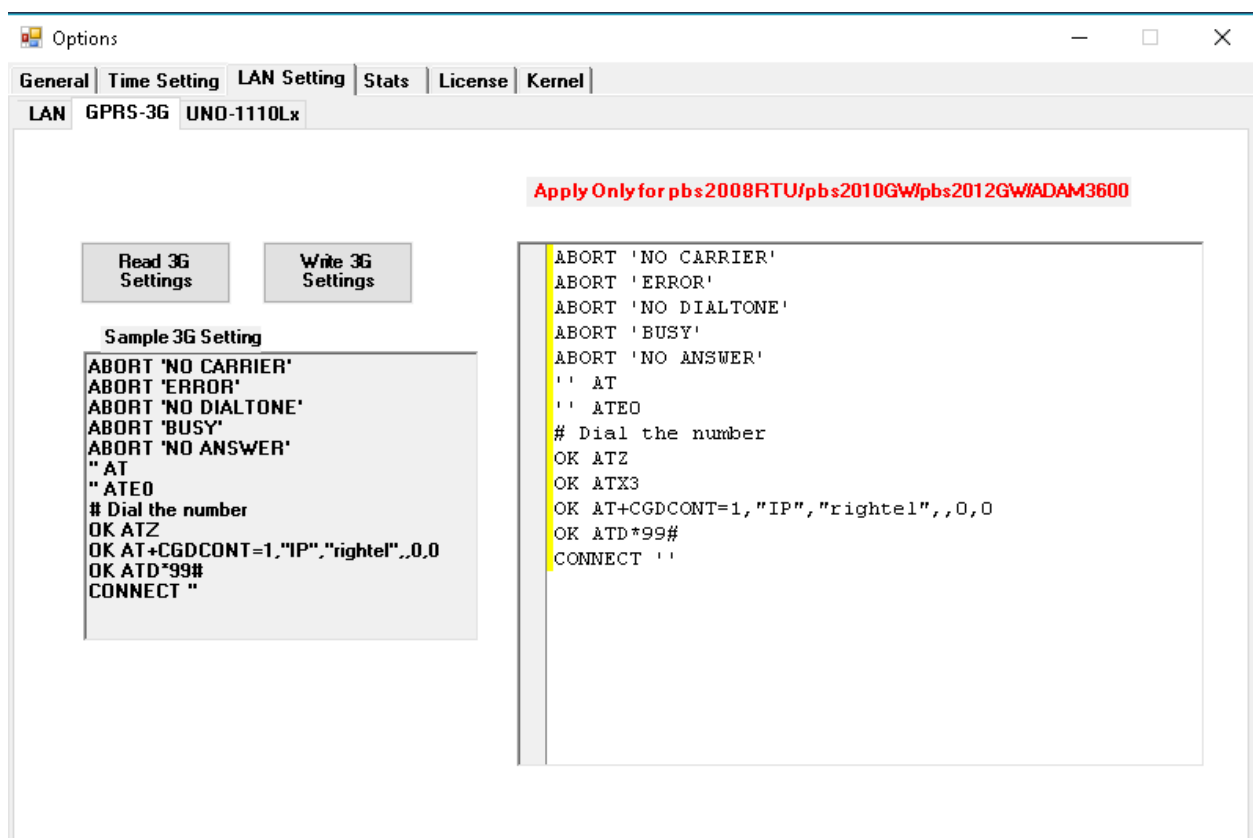 Options
General Time Setting LAN Setting Stats License Kernel
LAN GPRS-3G UNO-1110Lx
Apply Only for pbs2008RTU/pbs2010GW/pbs2012GW/ADAM3600
Read 3G
Settings
Write 3G
Settings
Sample 3G Setting
ABORT 'NO CARRIER'
ABORT 'ERROR'
ABORT 'NO DIALTONE'
ABORT 'BUSY'
ABORT 'NO ANSWER'
'' AT
'' ATE0
# Dial the number
OK ATZ
OK AT+CGDCONT=1,"IP","rightel",,0,0
OK ATD*99#
CONNECT ''
ABORT 'NO CARRIER'
ABORT 'ERROR'
ABORT 'NO DIALTONE'
ABORT 'BUSY'
ABORT 'NO ANSWER'
'' AT
'' ATE0
# Dial the number
OK ATZ
OK ATX3
OK AT+CGDCONT=1,"IP","rightel",,0,0
OK ATD*99#
CONNECT ''